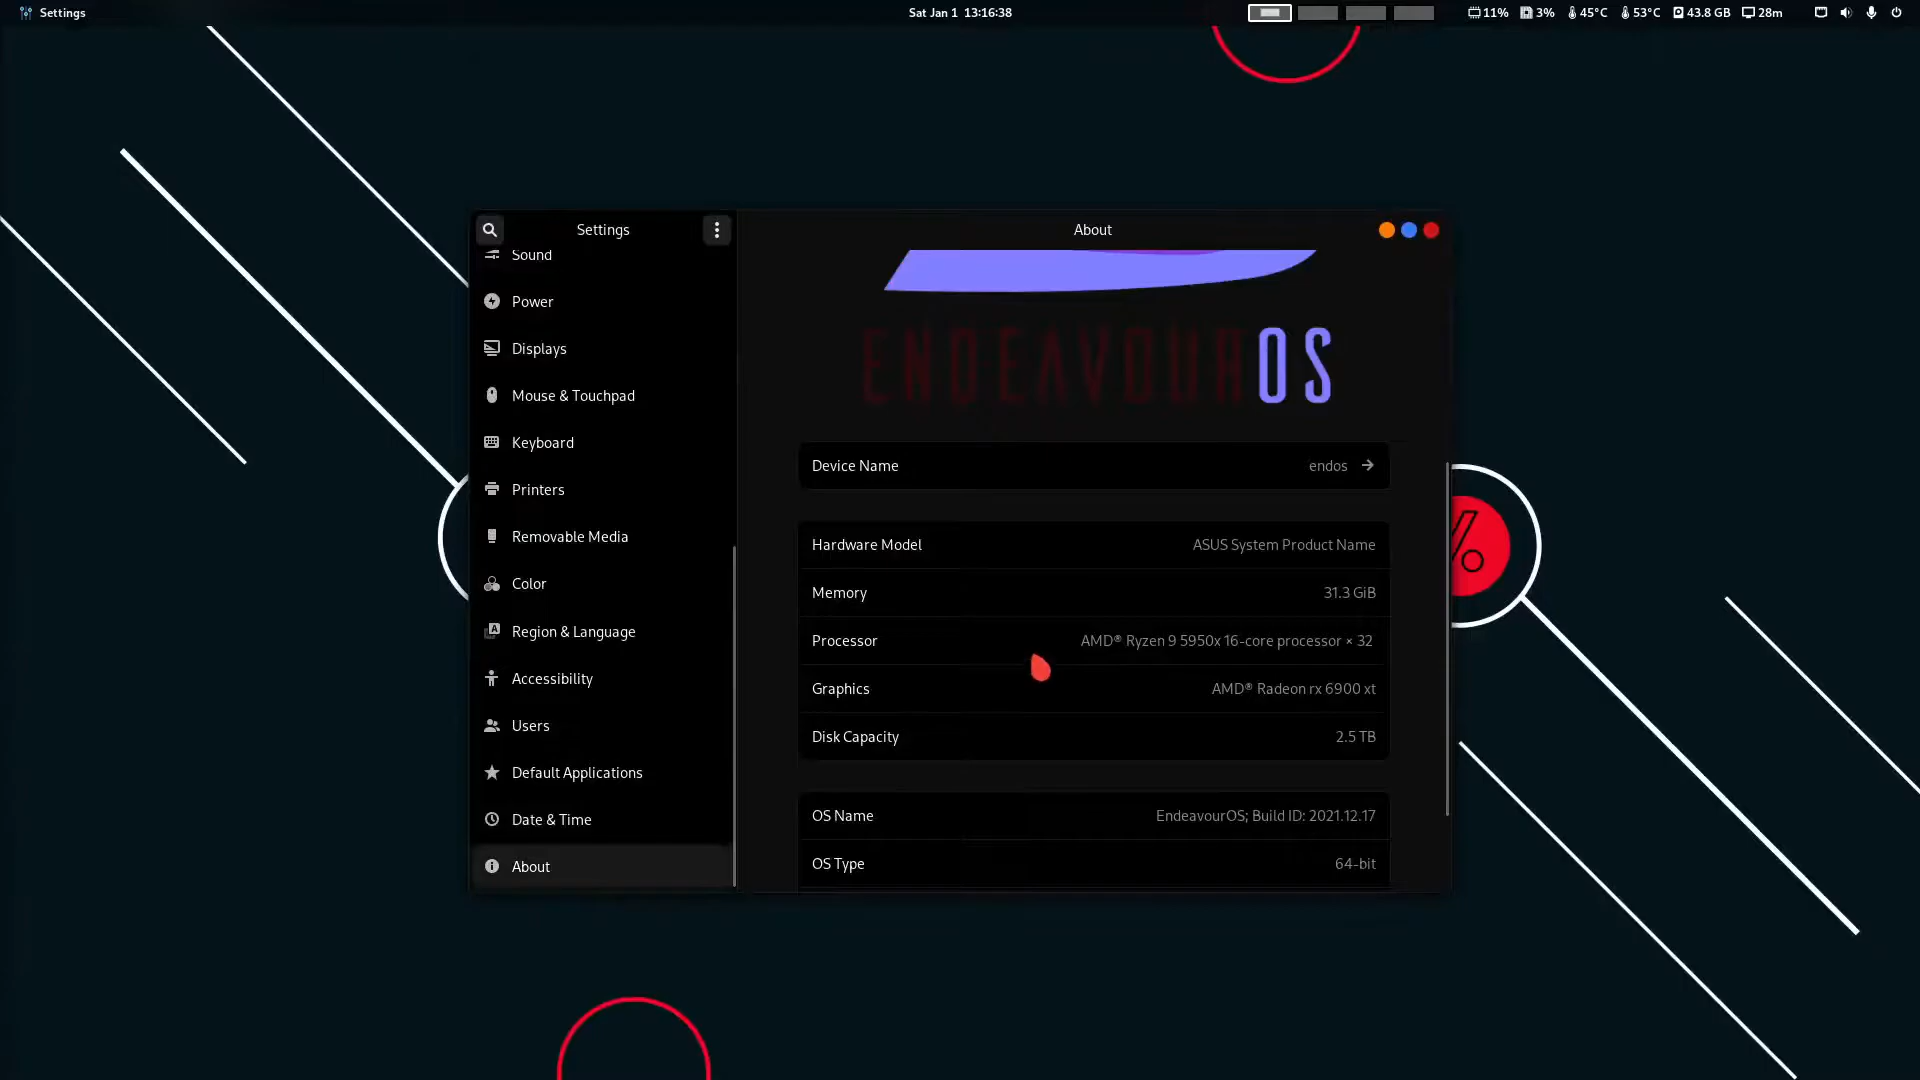 Settings
Sat Jan 1 13:16:38
11% 3% 45°C 53°C 43.8 GB 28m
Settings
About
Sound
Power
Displays
Mouse & Touchpad
Keyboard
Printers
Removable Media
Color
Region & Language
Accessibility
Users
Default Applications
Date & Time
About
ENDEAVOUROS
Device Name endos
Hardware Model ASUS System Product Name
Memory 31.3 GiB
Processor AMD® Ryzen 9 5950x 16-core processor × 32
Graphics AMD® Radeon rx 6900 xt
Disk Capacity 2.5 TB
OS Name EndeavourOS; Build ID: 2021.12.17
OS Type 64-bit
%